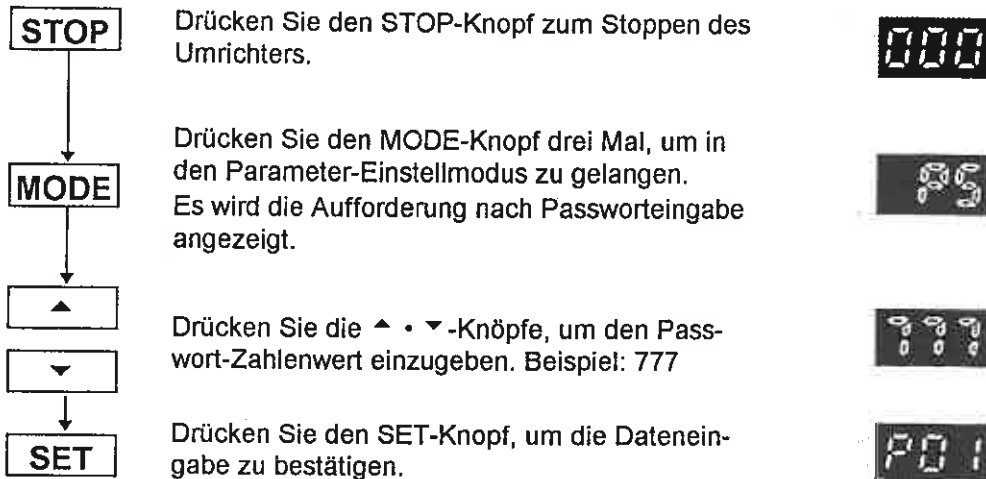 STOP
Drücken Sie den STOP-Knopf zum Stoppen des
Umrichters.
000
MODE
Drücken Sie den MODE-Knopf drei Mal, um in
den Parameter-Einstellmodus zu gelangen.
Es wird die Aufforderung nach Passworteingabe
angezeigt.
PS
Drücken Sie die ▲ • ▼ -Knöpfe, um den Pass-
wort-Zahlenwert einzugeben. Beispiel: 777
777
SET
Drücken Sie den SET-Knopf, um die Datenein-
gabe zu bestätigen.
P01